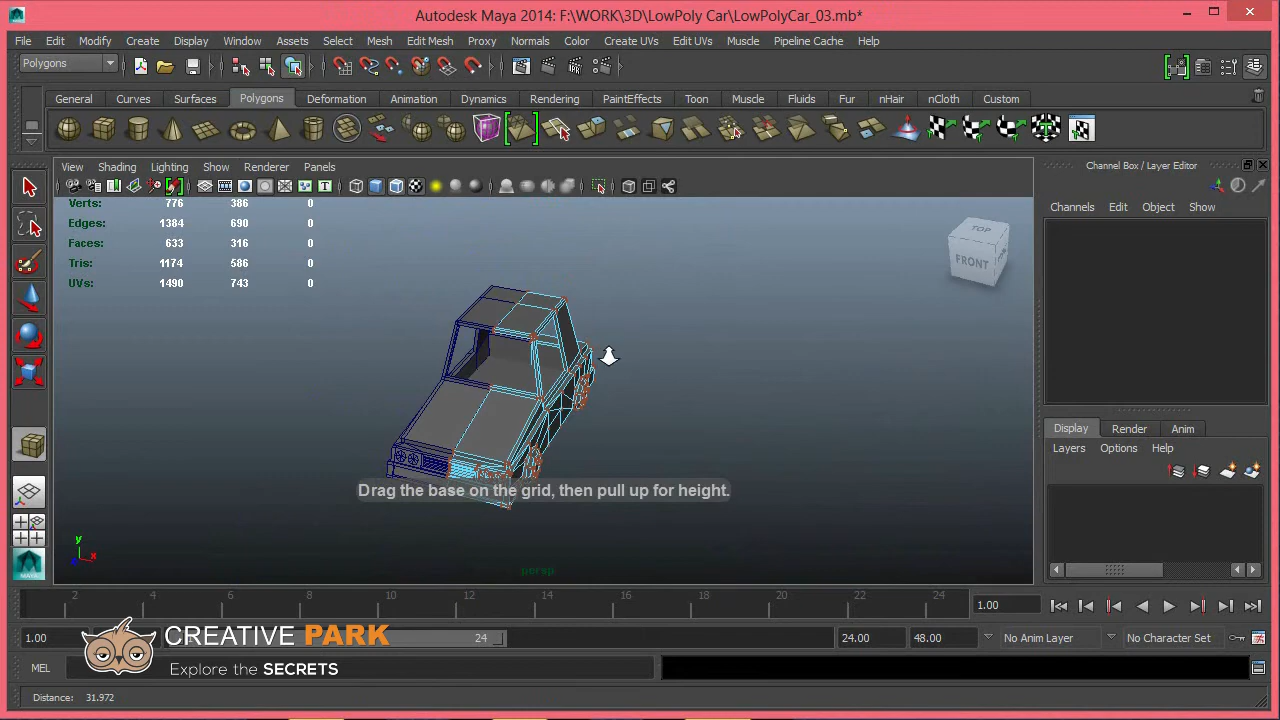 Autodesk Maya 2014: F:\WORK\3D\LowPoly Car\LowPolyCar_03.mb*
File Edit Modify Create Display Window Assets Select Mesh Edit Mesh Proxy Normals Color Create UVs Edit UVs Muscle Pipeline Cache Help
Polygons
General Curves Surfaces Polygons Deformation Animation Dynamics Rendering PaintEffects Toon Muscle Fluids Fur nHair nCloth Custom
View Shading Lighting Show Renderer Panels
Channel Box / Layer Editor
Channels Edit Object Show
Verts: 776 386 0
Edges: 1384 690 0
Faces: 633 316 0
Tris: 1174 586 0
UVs: 1490 743 0
TOP
FRONT
Drag the base on the grid, then pull up for height.
y
x
persp
Display Render Anim
Layers Options Help
MAYA
2 4 6 8 10 12 14 16 18 20 22 24
1.00
1.00 24 24.00 48.00 No Anim Layer No Character Set
CREATIVE PARK
Explore the SECRETS
MEL
Distance: 31.972